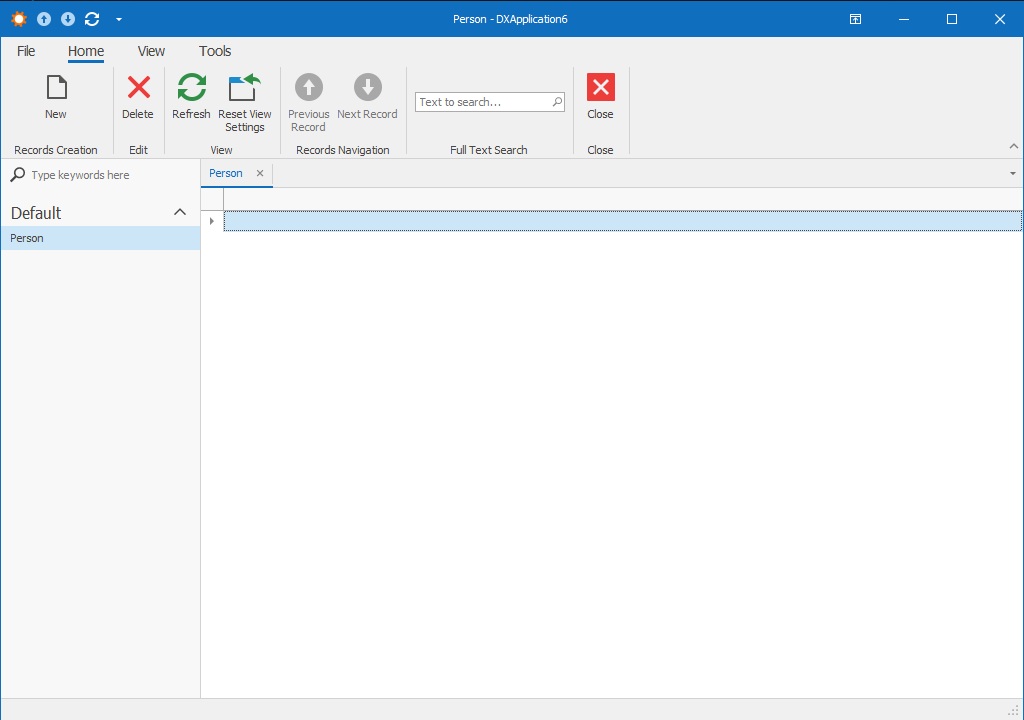 Person - DXApplication6
File Home View Tools
New
Delete
Refresh
Reset View
Settings
Previous
Record
Next Record
Text to search...
Close
Records Creation
Edit
View
Records Navigation
Full Text Search
Close
Type keywords here
Person
Default
Person